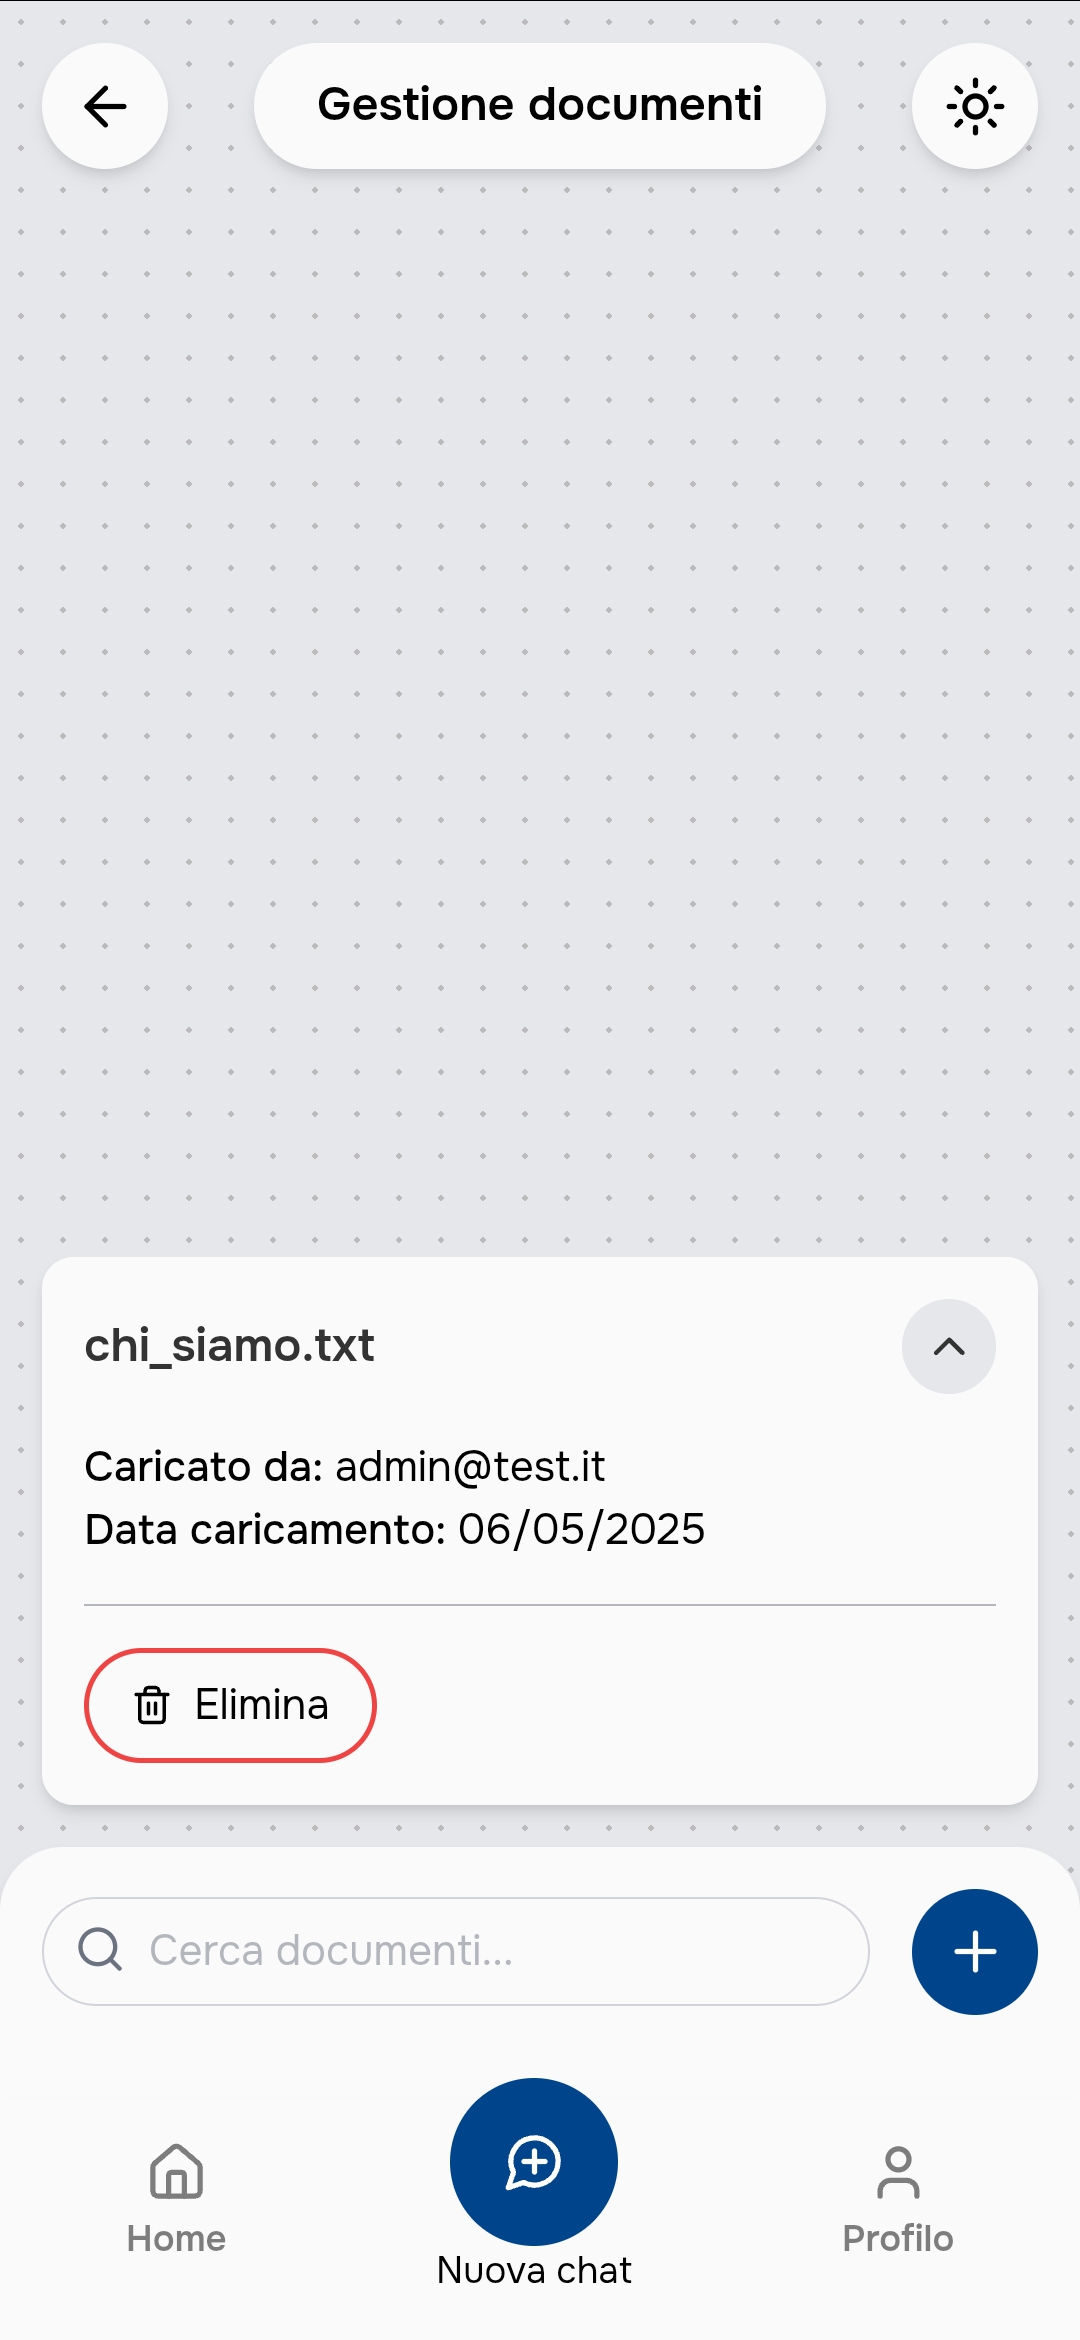 Gestione documenti
chi_siamo.txt
Caricato da: admin@test.it
Data caricamento: 06/05/2025
Elimina
Cerca documenti...
Home
Nuova chat
Profilo